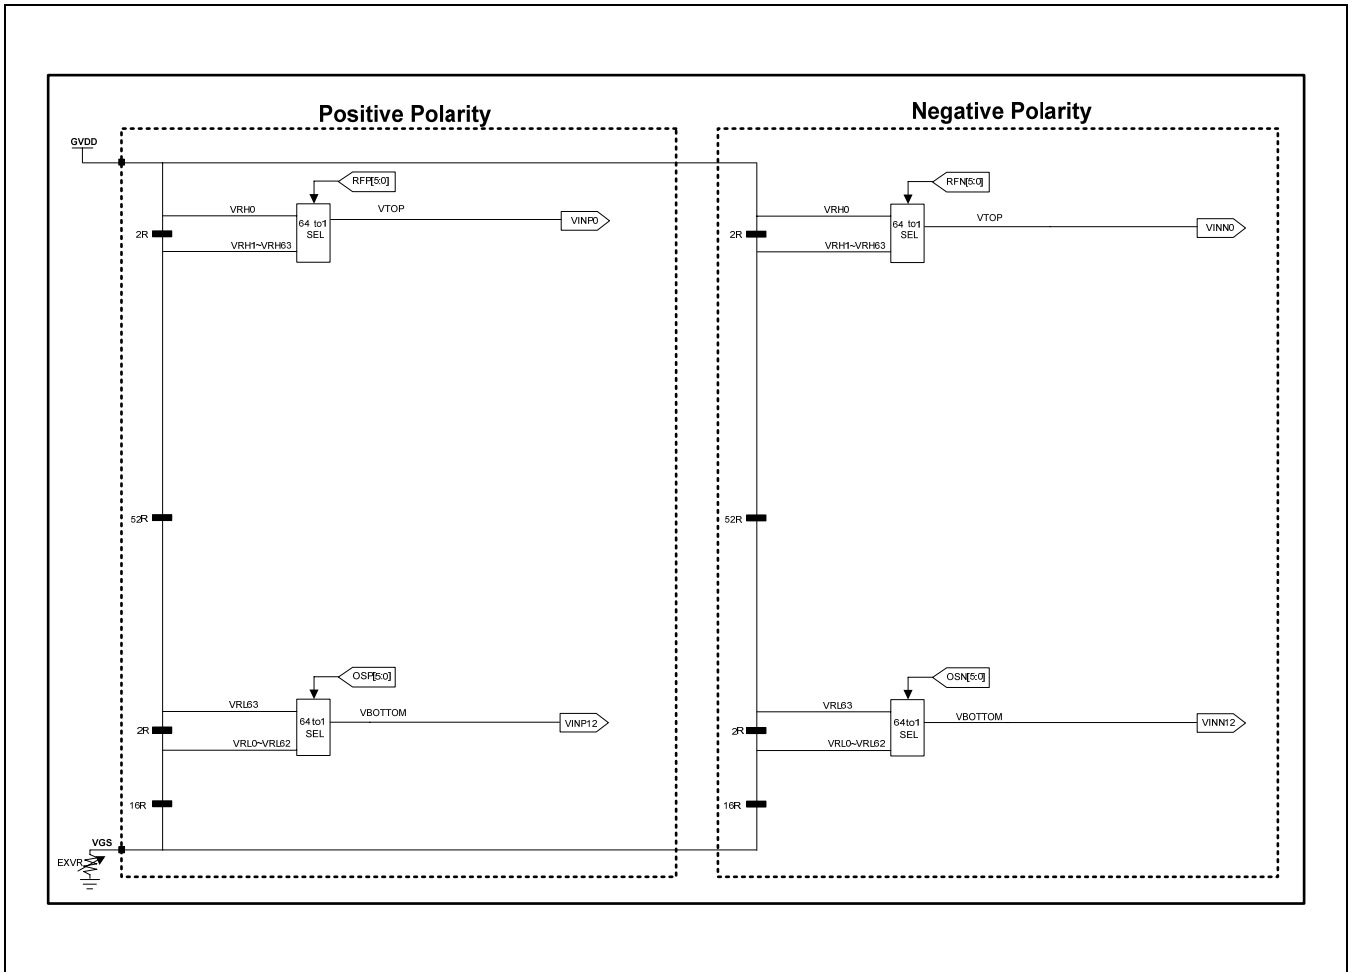 Positive Polarity
Negative Polarity
GVDD
RFP[5:0]
RFN[5:0]
VRH0
VTOP
64 to1
SEL
VINP0
2R
VRH1~VRH63
VRH0
VTOP
64 to1
SEL
VINN0
2R
VRH1~VRH63
52R
52R
OSP[5:0]
OSN[5:0]
VRL63
VBOTTOM
64to1
SEL
VINP12
2R
VRL0~VRL62
VRL63
VBOTTOM
64to1
SEL
VINN12
2R
VRL0~VRL62
16R
16R
VGS
EXVR